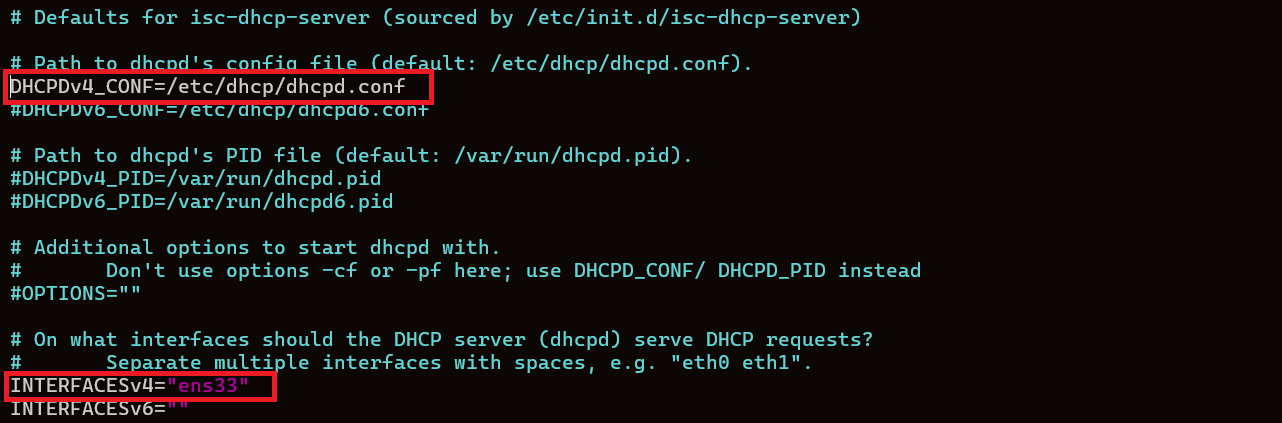 # Defaults for isc-dhcp-server (sourced by /etc/init.d/isc-dhcp-server)
# Path to dhcpd's config file (default: /etc/dhcp/dhcpd.conf).
DHCPDv4_CONF=/etc/dhcp/dhcpd.conf
#DHCPDv6_CONF=/etc/dhcp/dhcpd6.conf
# Path to dhcpd's PID file (default: /var/run/dhcpd.pid).
#DHCPDv4_PID=/var/run/dhcpd.pid
#DHCPDv6_PID=/var/run/dhcpd6.pid
# Additional options to start dhcpd with.
#       Don't use options -cf or -pf here; use DHCPD_CONF/ DHCPD_PID instead
#OPTIONS=""
# On what interfaces should the DHCP server (dhcpd) serve DHCP requests?
#       Separate multiple interfaces with spaces, e.g. "eth0 eth1".
INTERFACESv4="ens33"
INTERFACESv6=""